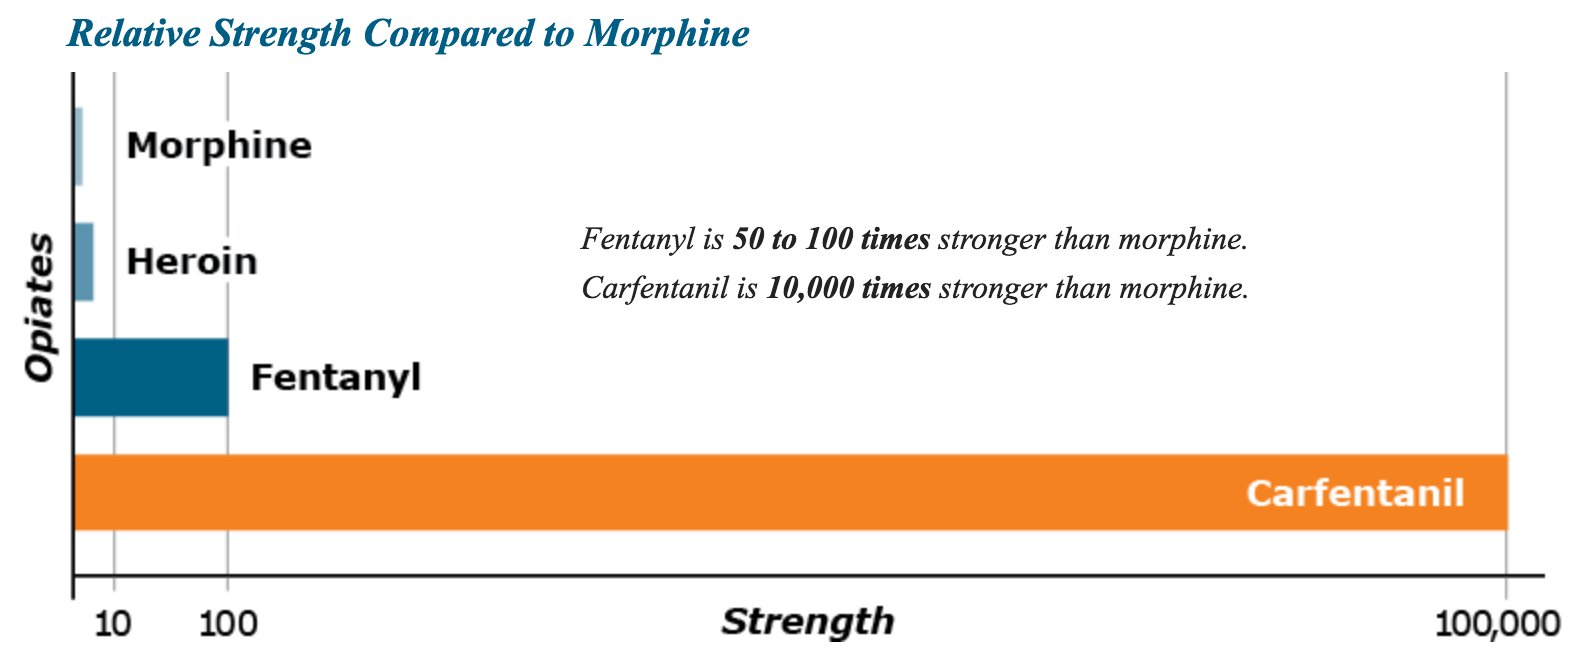 Relative Strength Compared to Morphine
Morphine
Heroin
Fentanyl is 50 to 100 times stronger than morphine.
Carfentanil is 10,000 times stronger than morphine.
Opiates
Fentanyl
Carfentanil
10
100
Strength
100,000